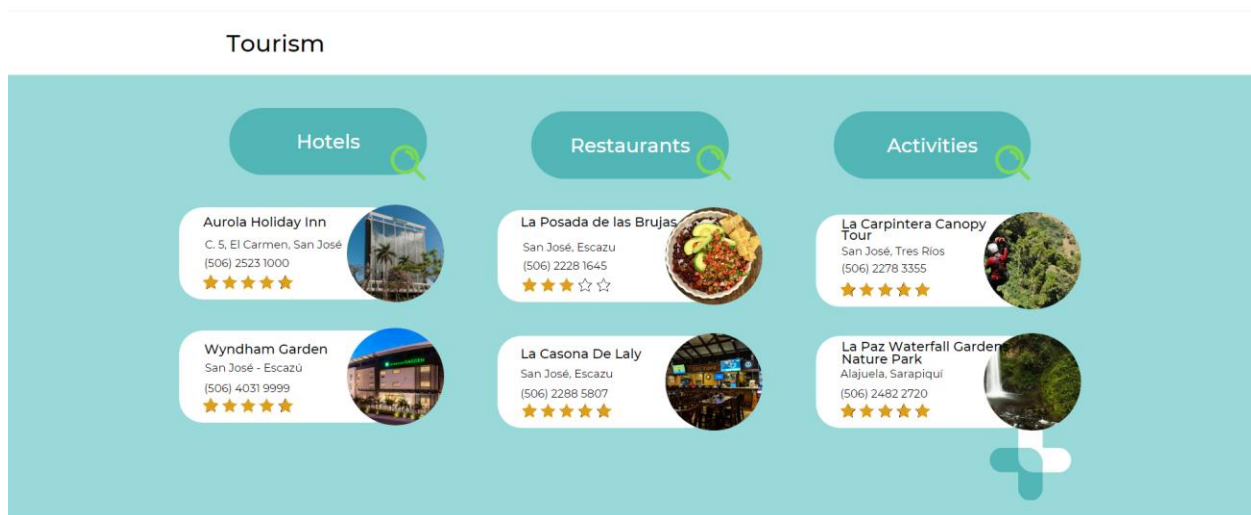 Tourism
Hotels
Restaurants
Activities
Aurola Holiday Inn
C. 5, El Carmen, San José
(506) 2523 1000
La Posada de las Brujas
San José, Escazu
(506) 2228 1645
La Carpintera Canopy
Tour
San José, Tres Ríos
(506) 2278 3355
Wyndham Garden
San José - Escazú
(506) 4031 9999
La Casona De Laly
San José, Escazu
(506) 2288 5807
La Paz Waterfall Gardens
Nature Park
Alajuela, Sarapiquí
(506) 2482 2720